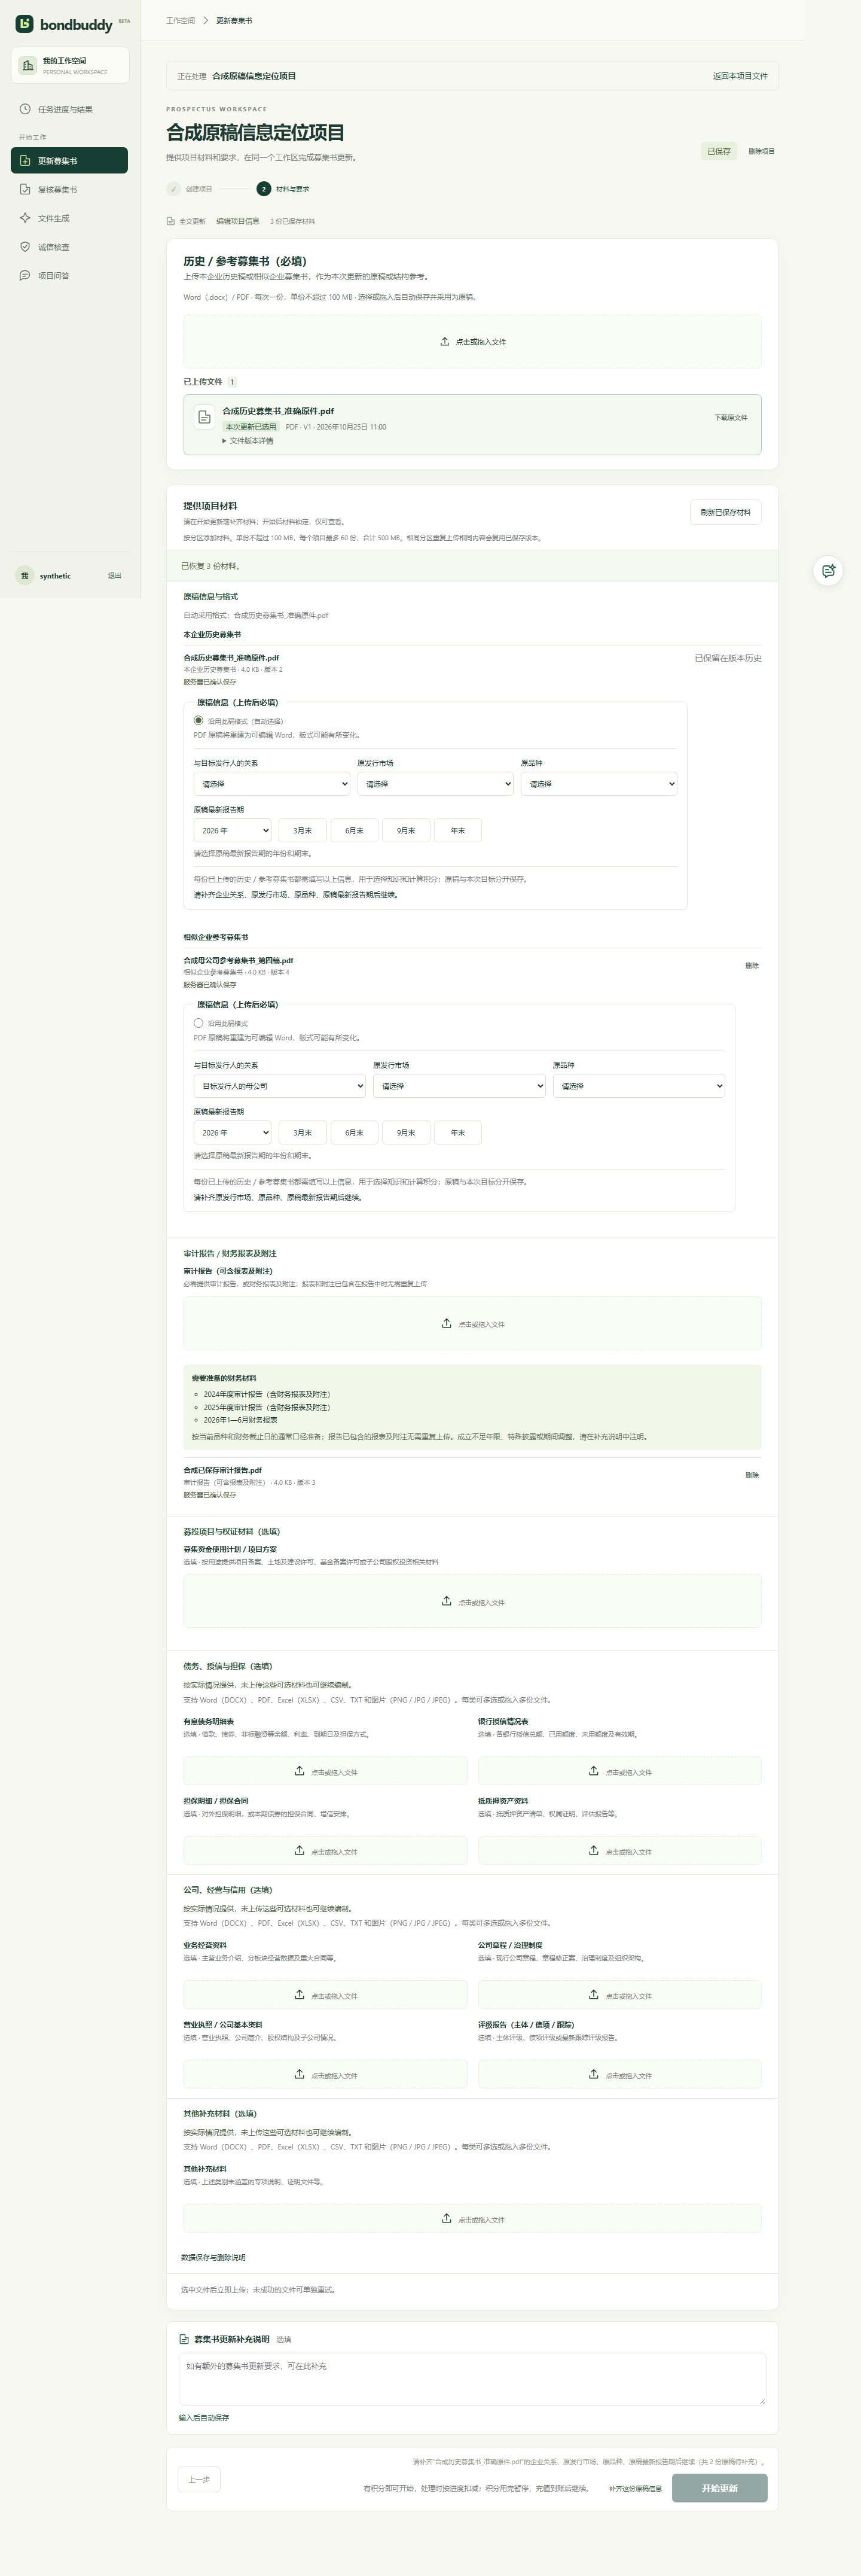 bondbuddy BETA
我的工作空间
PERSONAL WORKSPACE
任务进度与结果
开始工作
更新募集书
复核募集书
文件生成
诚信核查
项目问答
我 synthetic 退出
工作空间 > 更新募集书
正在处理 合成原稿信息定位项目 返回本项目文件
PROSPECTUS WORKSPACE
合成原稿信息定位项目
提供项目材料和要求，在同一个工作区完成募集书更新。
已保存 删除项目
✓ 创建项目 2 材料与要求
全文更新 编辑项目信息 3 份已保存材料
历史 / 参考募集书（必填）
上传本企业历史稿或相似企业募集书，作为本次更新的原稿或结构参考。
Word（.docx）/ PDF · 每次一份，单份不超过 100 MB · 选择或拖入后自动保存并采用为原稿。
点击或拖入文件
已上传文件 1
合成历史募集书_准确原件.pdf
本次更新已选用 PDF · V1 · 2026年10月25日 11:00
文件版本详情
下载原文件
提供项目材料
请在开始更新前补齐材料；开始后材料锁定，仅可查看。
按分区添加材料。单份不超过 100 MB，每个项目最多 60 份，合计 500 MB。相同分区重复上传相同内容会复用已保存版本。
刷新已保存材料
已恢复 3 份材料。
原稿信息与格式
自动采用格式：合成历史募集书_准确原件.pdf
本企业历史募集书
合成历史募集书_准确原件.pdf 已保留在版本历史
本企业历史募集书 · 4.0 KB · 版本 2
服务器已确认保存
原稿信息（上传后必填）
沿用此稿格式（自动选择）
PDF 原稿将重建为可编辑 Word，版式可能有所变化。
与目标发行人的关系 原发行市场 原品种
请选择 请选择 请选择
原稿最新报告期
2026 年 3月末 6月末 9月末 年末
请选择原稿最新报告期的年份和期末。
每份已上传的历史 / 参考募集书都需填写以上信息，用于选择知识和计算积分；原稿与本次目标分开保存。
请补齐企业关系、原发行市场、原品种、原稿最新报告期后继续。
相似企业参考募集书
合成母公司参考募集书_第四稿.pdf 删除
相似企业参考募集书 · 4.0 KB · 版本 4
服务器已确认保存
原稿信息（上传后必填）
沿用此稿格式
PDF 原稿将重建为可编辑 Word，版式可能有所变化。
与目标发行人的关系 原发行市场 原品种
目标发行人的母公司 请选择 请选择
原稿最新报告期
2026 年 3月末 6月末 9月末 年末
请选择原稿最新报告期的年份和期末。
每份已上传的历史 / 参考募集书都需填写以上信息，用于选择知识和计算积分；原稿与本次目标分开保存。
请补齐原发行市场、原品种、原稿最新报告期后继续。
审计报告 / 财务报表及附注
审计报告（可含报表及附注）
必需提供审计报告，或财务报表及附注；报表和附注已包含在报告中时无需重复上传
点击或拖入文件
需要准备的财务材料
2024年度审计报告（含财务报表及附注）
2025年度审计报告（含财务报表及附注）
2026年1—6月财务报表
按当前品种和财务截止日的通常口径准备；报告已包含的报表及附注无需重复上传。成立不足年限、特殊披露或期间调整，请在补充说明中注明。
合成已保存审计报告.pdf 删除
审计报告（可含报表及附注） · 4.0 KB · 版本 3
服务器已确认保存
募投项目与权证材料（选填）
募集资金使用计划 / 项目方案
选填 · 按用途提供项目备案、土地及建设许可、基金备案许可或子公司股权投资相关材料
点击或拖入文件
债务、授信与担保（选填）
按实际情况提供，未上传这些可选材料也可继续编制。
支持 Word（DOCX）、PDF、Excel（XLSX）、CSV、TXT 和图片（PNG / JPG / JPEG），每类可多选或拖入多份文件。
有息债务明细表 银行授信情况表
选填 · 借款、债券、非标融资等余额、利率、到期日及担保方式。 选填 · 各银行授信总额、已用额度、未用额度及有效期。
点击或拖入文件 点击或拖入文件
担保明细 / 担保合同 抵质押资产资料
选填 · 对外担保明细，或本期债券的担保合同、增信安排。 选填 · 抵质押资产清单、权属证明、评估报告等。
点击或拖入文件 点击或拖入文件
公司、经营与信用（选填）
按实际情况提供，未上传这些可选材料也可继续编制。
支持 Word（DOCX）、PDF、Excel（XLSX）、CSV、TXT 和图片（PNG / JPG / JPEG），每类可多选或拖入多份文件。
业务经营资料 公司章程 / 治理制度
选填 · 主营业务介绍、分板块经营数据及重大合同等。 选填 · 现行公司章程、章程修正案、治理制度及组织架构。
点击或拖入文件 点击或拖入文件
营业执照 / 公司基本资料 评级报告（主体 / 债项 / 跟踪）
选填 · 营业执照、公司简介、股权结构及子公司情况。 选填 · 主体评级、债项评级或最新跟踪评级报告。
点击或拖入文件 点击或拖入文件
其他补充材料（选填）
按实际情况提供，未上传这些可选材料也可继续编制。
支持 Word（DOCX）、PDF、Excel（XLSX）、CSV、TXT 和图片（PNG / JPG / JPEG），每类可多选或拖入多份文件。
其他补充材料
选填 · 上述类别未涵盖的专项说明、证明文件等。
点击或拖入文件
数据保存与删除说明
选中文件后立即上传；未成功的文件可单独重试。
募集书更新补充说明 选填
如有额外的募集书更新要求，可在此补充
输入后自动保存
请补齐“合成历史募集书_准确原件.pdf”的企业关系、原发行市场、原品种、原稿最新报告期后继续（共 2 份原稿待补充）。
上一步 有积分即可开始，处理时按进度扣减；积分用完暂停，充值到账后继续。 补齐这份原稿信息 开始更新